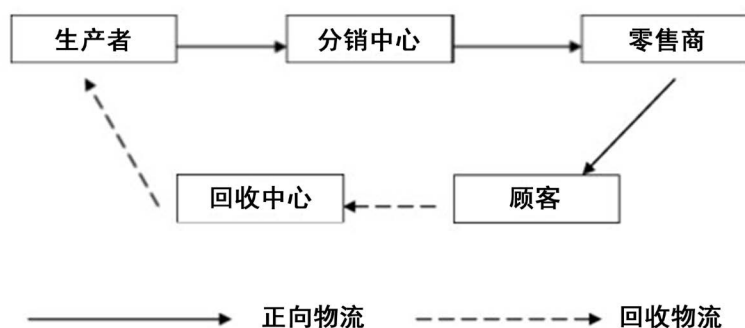 生产者 分销中心 零售商
回收中心 顾客
正向物流 回收物流